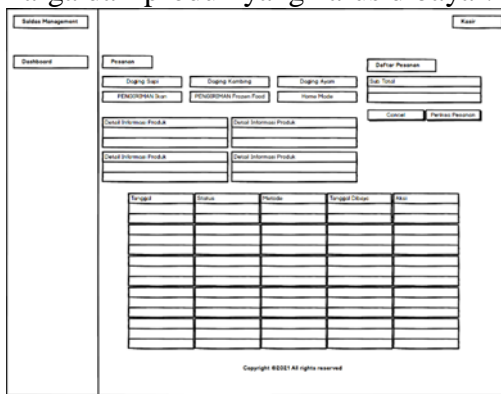 Saldas Management
Kasir
Dashboard
Pesanan
Daftar Pesanan
Daging Sapi
Daging Kambing
Daging Ayam
Sub Total
PENGIRIMAN Ikan
PENGIRIMAN Frozen Food
Home Made
Cancel
Periksa Pesanan
Detail Informasi Produk
Detail Informasi Produk
Detail Informasi Produk
Detail Informasi Produk
Tanggal
Status
Metode
Tanggal Dibayar
Aksi
Copyright ©2021 All rights reserved